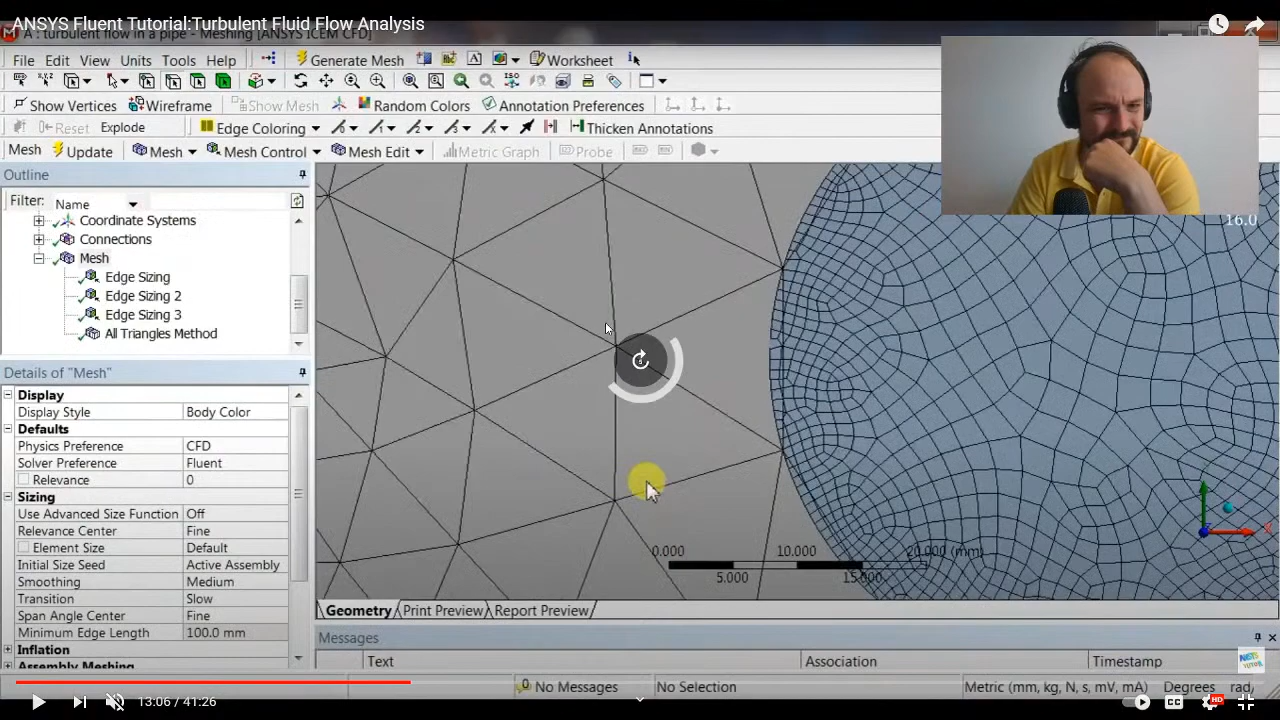 ANSYS Fluent Tutorial:Turbulent Fluid Flow Analysis
A : turbulent flow in a pipe - Meshing [ANSYS ICEM CFD]
File Edit View Units Tools Help Generate Mesh A Worksheet i
ISO
Show Vertices Wireframe Show Mesh Random Colors Annotation Preferences
Reset Explode Edge Coloring Thicken Annotations
Mesh Update Mesh Mesh Control Mesh Edit Metric Graph Probe
Outline
Filter: Name
16.0
Coordinate Systems
Connections
Mesh
Edge Sizing
Edge Sizing 2
Edge Sizing 3
All Triangles Method
Details of "Mesh"
Display
Display Style Body Color
Defaults
Physics Preference CFD
Solver Preference Fluent
Relevance 0
Sizing
Use Advanced Size Function Off
Relevance Center Fine
Element Size Default
Initial Size Seed Active Assembly
Smoothing Medium
Transition Slow
Span Angle Center Fine
Minimum Edge Length 100.0 mm
Inflation
Assembly Meshing
0.000 10.000 20.000 (mm)
5.000 15.000
X
Geometry Print Preview Report Preview
Messages
Text Association Timestamp
0 No Messages No Selection Metric (mm, kg, N, s, mV, mA) Degrees rad/
13:06 / 41:26 CC HD